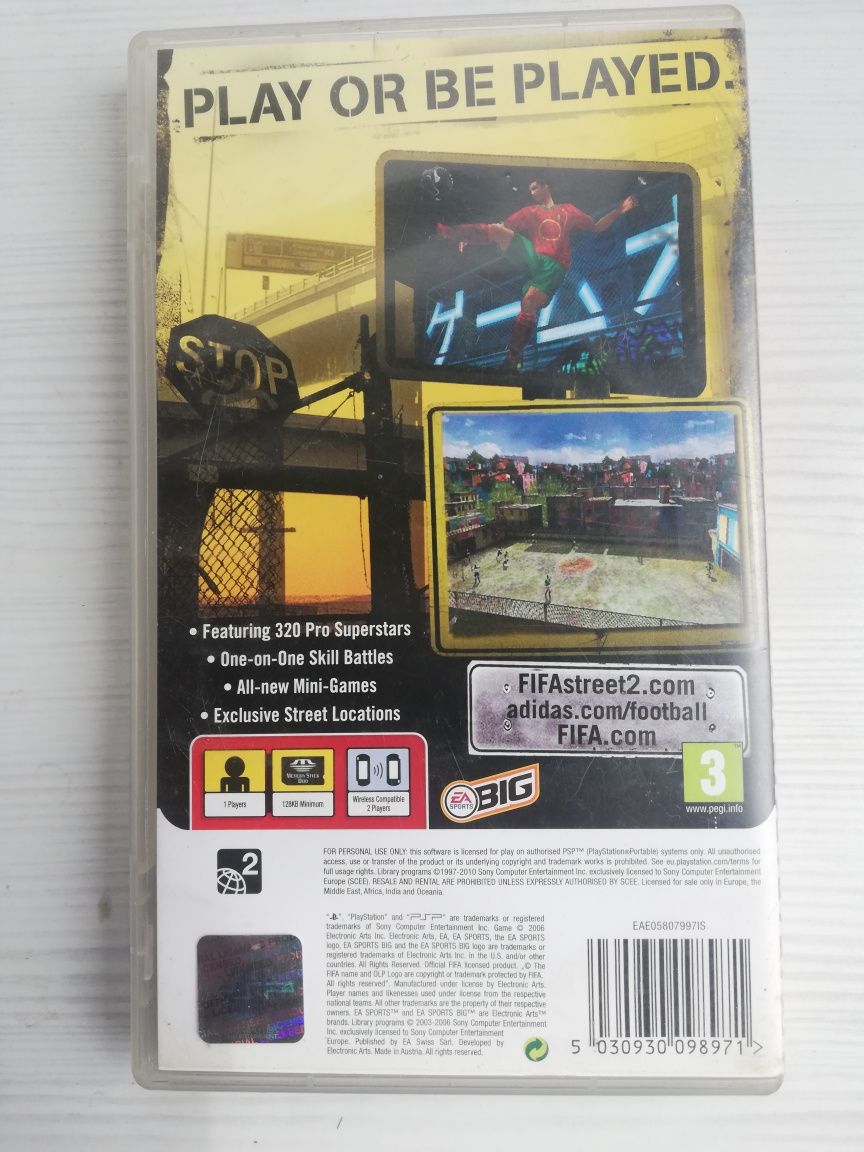 PLAY OR BE PLAYED.
STOP
ゲーム
• Featuring 320 Pro Superstars
• One-on-One Skill Battles
• All-new Mini-Games
• Exclusive Street Locations
FIFAstreet2.com
adidas.com/football
FIFA.com
1 Players
MEMORY STICK
DUO
128KB Minimum
Wireless Compatible
2 Players
EA
SPORTS
BIG
3
™
www.pegi.info
2
FOR PERSONAL USE ONLY: this software is licensed for play on authorised PSP™ (PlayStation®Portable) systems only. All unauthorised
access, use or transfer of the product or its underlying copyright and trademark works is prohibited. See eu.playstation.com/terms for
full usage rights. Library programs ©1997-2010 Sony Computer Entertainment Inc. exclusively licensed to Sony Computer Entertainment
Europe (SCEE). RESALE AND RENTAL ARE PROHIBITED UNLESS EXPRESSLY AUTHORISED BY SCEE. Licensed for sale only in Europe, the
Middle East, Africa, India and Oceania.
", "PlayStation" and "PSP" are trademarks or registered
trademarks of Sony Computer Entertainment Inc. Game © 2006
Electronic Arts Inc. Electronic Arts, EA, EA SPORTS, the EA SPORTS
logo, EA SPORTS BIG and the EA SPORTS BIG logo are trademarks or
registered trademarks of Electronic Arts Inc. in the U.S. and/or other
countries. All Rights Reserved. Official FIFA licensed product. „© The
FIFA name and OLP Logo are copyright or trademark protected by FIFA.
All rights reserved". Manufactured under license by Electronic Arts.
Player names and likenesses used under license from the respective
national teams. All other trademarks are the property of their respective
owners. EA SPORTS™ and EA SPORTS BIG™ are Electronic Arts™
brands. Library programs © 2003-2006 Sony Computer Entertainment
Inc. exclusively licensed to Sony Computer Entertainment
Europe. Published by EA Swiss Sàrl. Developed by
Electronic Arts. Made in Austria. All rights reserved.
EAE05807997IS
5 030930 098971 >